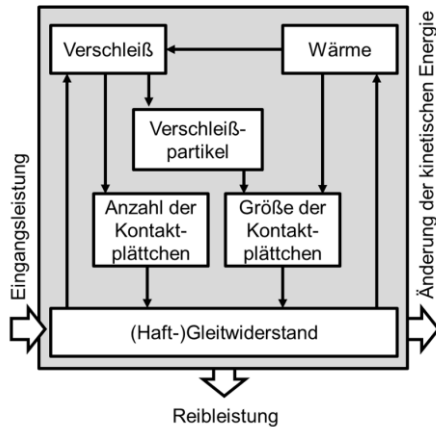 Verschleiß
Wärme
Verschleiß-
partikel
Anzahl der
Kontakt-
plättchen
Größe der
Kontakt-
plättchen
(Haft-)Gleitwiderstand
Eingangsleistung
Änderung der kinetischen Energie
Reibleistung